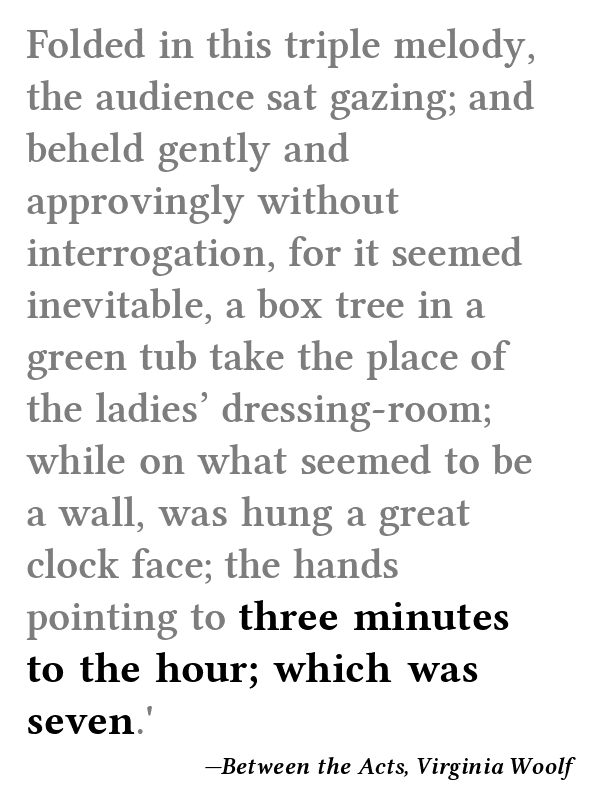 Folded in this triple melody,
the audience sat gazing; and
beheld gently and
approvingly without
interrogation, for it seemed
inevitable, a box tree in a
green tub take the place of
the ladies’ dressing-room;
while on what seemed to be
a wall, was hung a great
clock face; the hands
pointing to three minutes
to the hour; which was
seven.'
—Between the Acts, Virginia Woolf